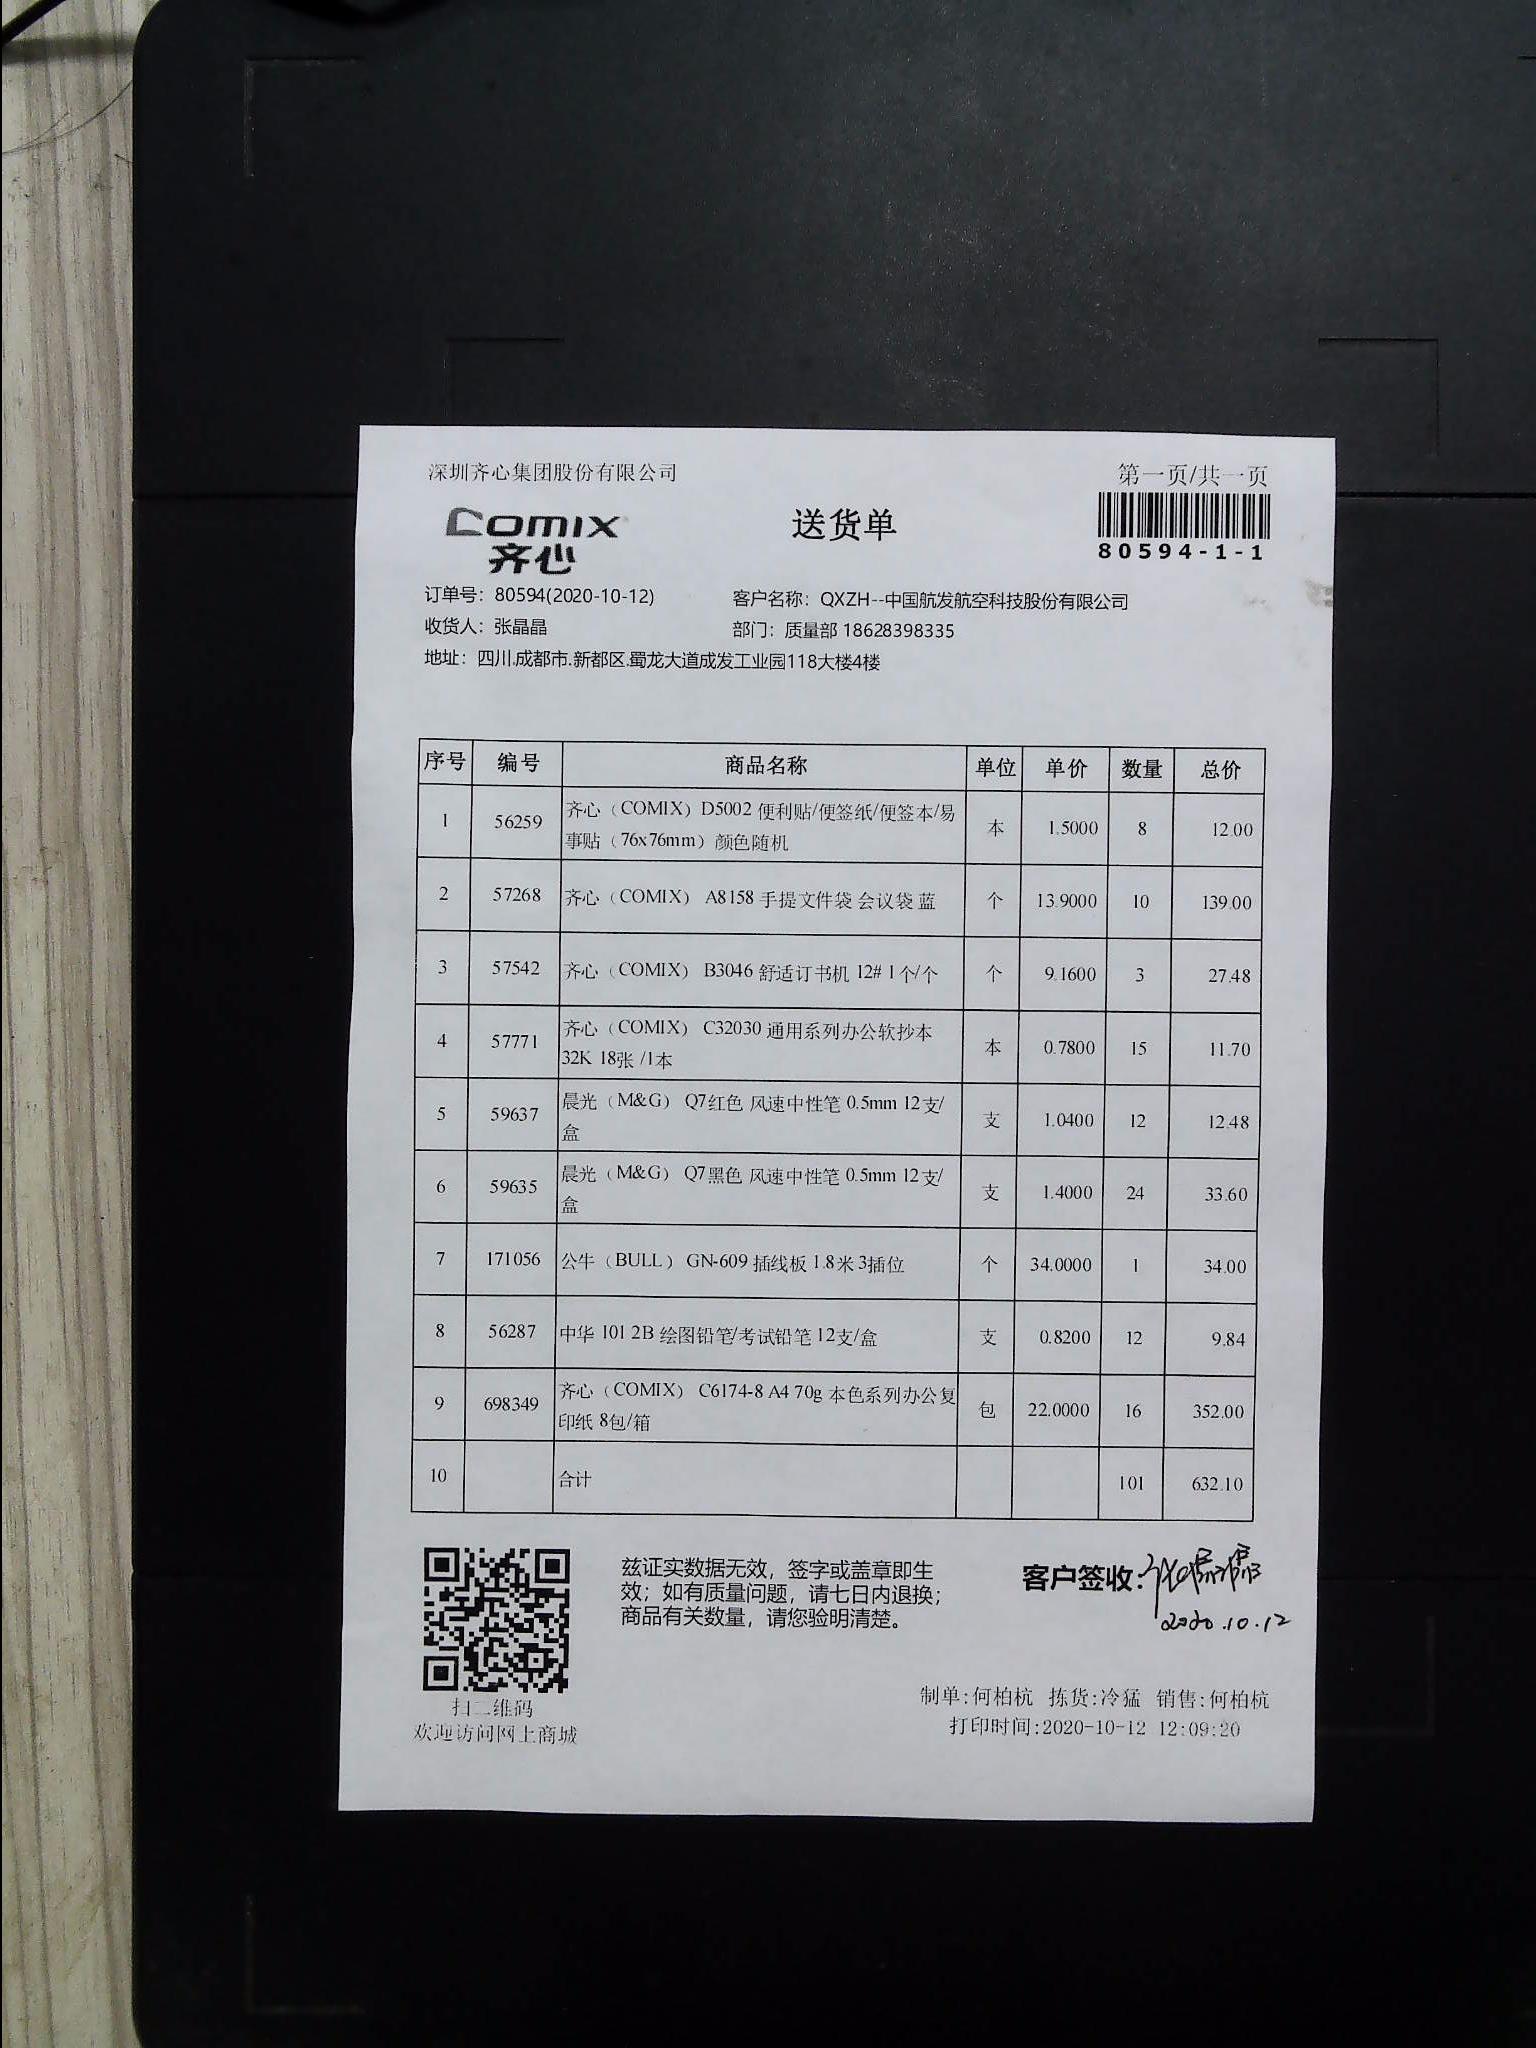 深圳齐心集团股份有限公司
第一页/共一页
comix
齐心
送货单
80594-1-1
订单号：80594(2020-10-12)
客户名称：QXZH--中国航发航空科技股份有限公司
收货人：张晶晶
部门：质量部 18628398335
地址：四川.成都市.新都区.蜀龙大道成发工业园118大楼4楼
序号 编号 商品名称 单位 单价 数量 总价
1 56259 齐心（COMIX）D5002 便利贴/便签纸/便签本/易 本 1.5000 8 12.00
事贴（76x76mm）颜色随机
2 57268 齐心（COMIX） A8158 手提文件袋 会议袋 蓝 个 13.9000 10 139.00
3 57542 齐心（COMIX） B3046 舒适订书机 12# 1个/个 个 9.1600 3 27.48
4 57771 齐心（COMIX） C32030 通用系列办公软抄本 本 0.7800 15 11.70
32K 18张 /1本
5 59637 晨光（M&G） Q7红色 风速中性笔 0.5mm 12支/ 支 1.0400 12 12.48
盒
6 59635 晨光（M&G） Q7黑色 风速中性笔 0.5mm 12支/ 支 1.4000 24 33.60
盒
7 171056 公牛（BULL） GN-609 插线板 1.8米 3插位 个 34.0000 1 34.00
8 56287 中华 101 2B 绘图铅笔/考试铅笔 12支/盒 支 0.8200 12 9.84
9 698349 齐心（COMIX） C6174-8 A4 70g 本色系列办公复 包 22.0000 16 352.00
印纸 8包/箱
10 合计 101 632.10
兹证实数据无效，签字或盖章即生
效；如有质量问题，请七日内退换；
商品有关数量，请您验明清楚。
客户签收：张晶晶
2020.10.12
扫二维码
欢迎访问网上商城
制单:何柏杭 拣货:冷猛 销售:何柏杭
打印时间:2020-10-12 12:09:20